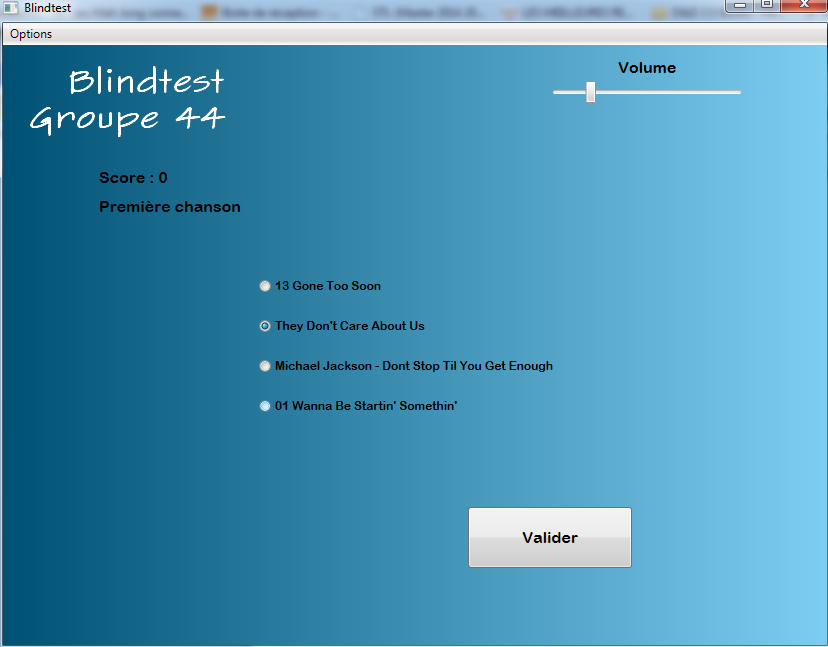 Blindtest
Options
Blindtest
Groupe 44
Volume
Score : 0
Première chanson
13 Gone Too Soon
They Don't Care About Us
Michael Jackson - Dont Stop Til You Get Enough
01 Wanna Be Startin' Somethin'
Valider